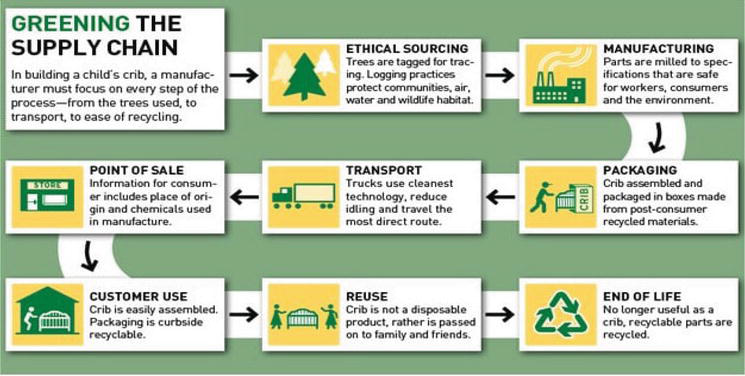 GREENING THE
SUPPLY CHAIN
In building a child's crib, a manufac-
turer must focus on every step of the
process—from the trees used, to
transport, to ease of recycling.
ETHICAL SOURCING
Trees are tagged for trac-
ing. Logging practices
protect communities, air,
water and wildlife habitat.
MANUFACTURING
Parts are milled to spec-
ifications that are safe
for workers, consumers
and the environment.
PACKAGING
Crib assembled and
packaged in boxes made
from post-consumer
recycled materials.
CRIB
TRANSPORT
Trucks use cleanest
technology, reduce
idling and travel the
most direct route.
POINT OF SALE
Information for consum-
er includes place of ori-
gin and chemicals used
in manufacture.
STORE
CUSTOMER USE
Crib is easily assembled.
Packaging is curbside
recyclable.
REUSE
Crib is not a disposable
product, rather is passed
on to family and friends.
END OF LIFE
No longer useful as a
crib, recyclable parts are
recycled.